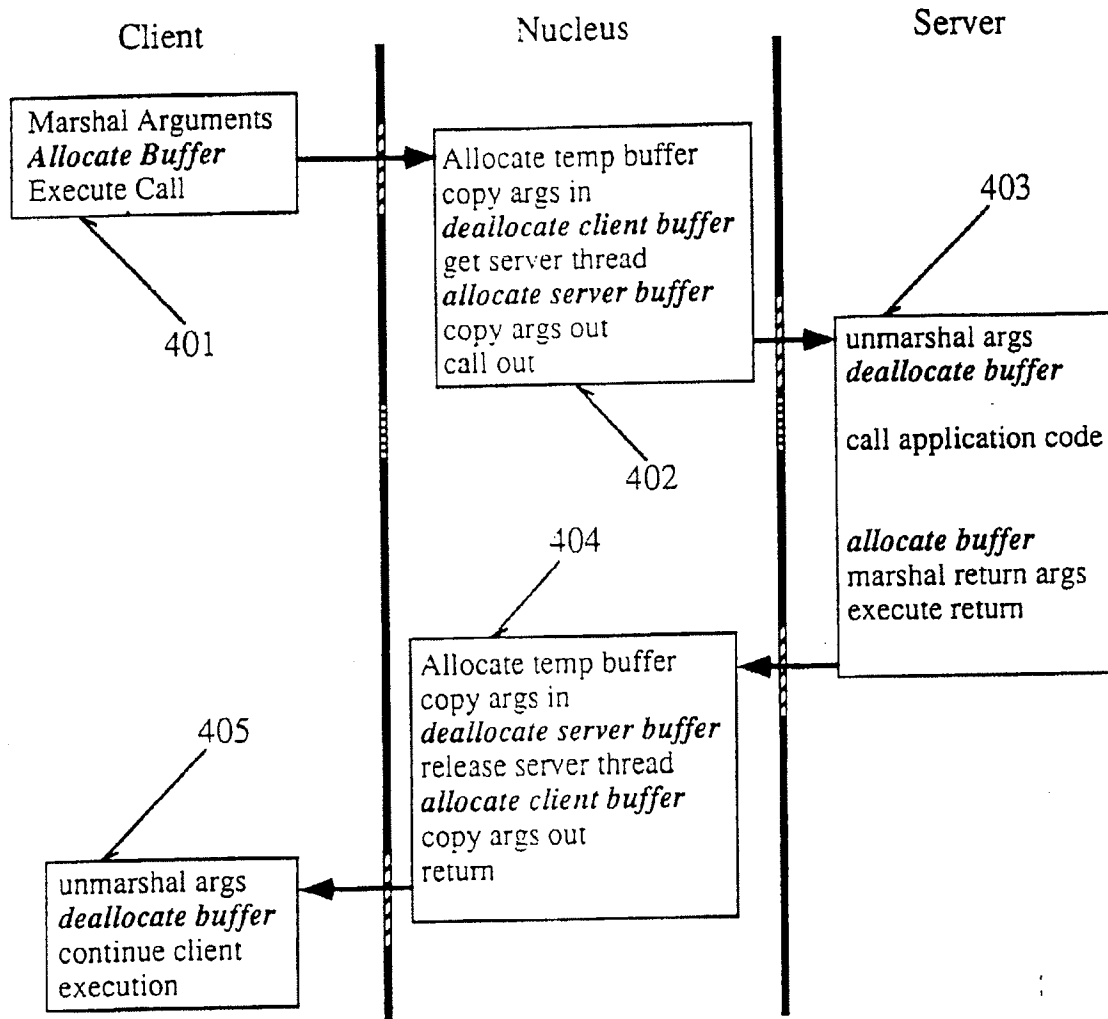 Client
Nucleus
Server
Marshal Arguments
Allocate Buffer
Execute Call
401
Allocate temp buffer
copy args in
deallocate client buffer
get server thread
allocate server buffer
copy args out
call out
402
403
unmarshal args
deallocate buffer
call application code
allocate buffer
marshal return args
execute return
404
Allocate temp buffer
copy args in
deallocate server buffer
release server thread
allocate client buffer
copy args out
return
405
unmarshal args
deallocate buffer
continue client
execution